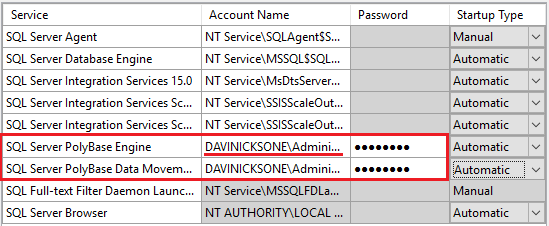 Service Account Name Password Startup Type
SQL Server Agent NT Service\SQLAgent$S... Manual
SQL Server Database Engine NT Service\MSSQL$SQL... Automatic
SQL Server Integration Services 15.0 NT Service\MsDtsServer... Automatic
SQL Server Integration Services Sc... NT Service\SSISScaleOut... Automatic
SQL Server Integration Services Sc... NT Service\SSISScaleOut... Automatic
SQL Server PolyBase Engine DAVINICKSONE\Admini... ●●●●●●●● Automatic
SQL Server PolyBase Data Movem... DAVINICKSONE\Admini... ●●●●●●●● Automatic
SQL Full-text Filter Daemon Launc... NT Service\MSSQLFDLa... Manual
SQL Server Browser NT AUTHORITY\LOCAL ... Automatic